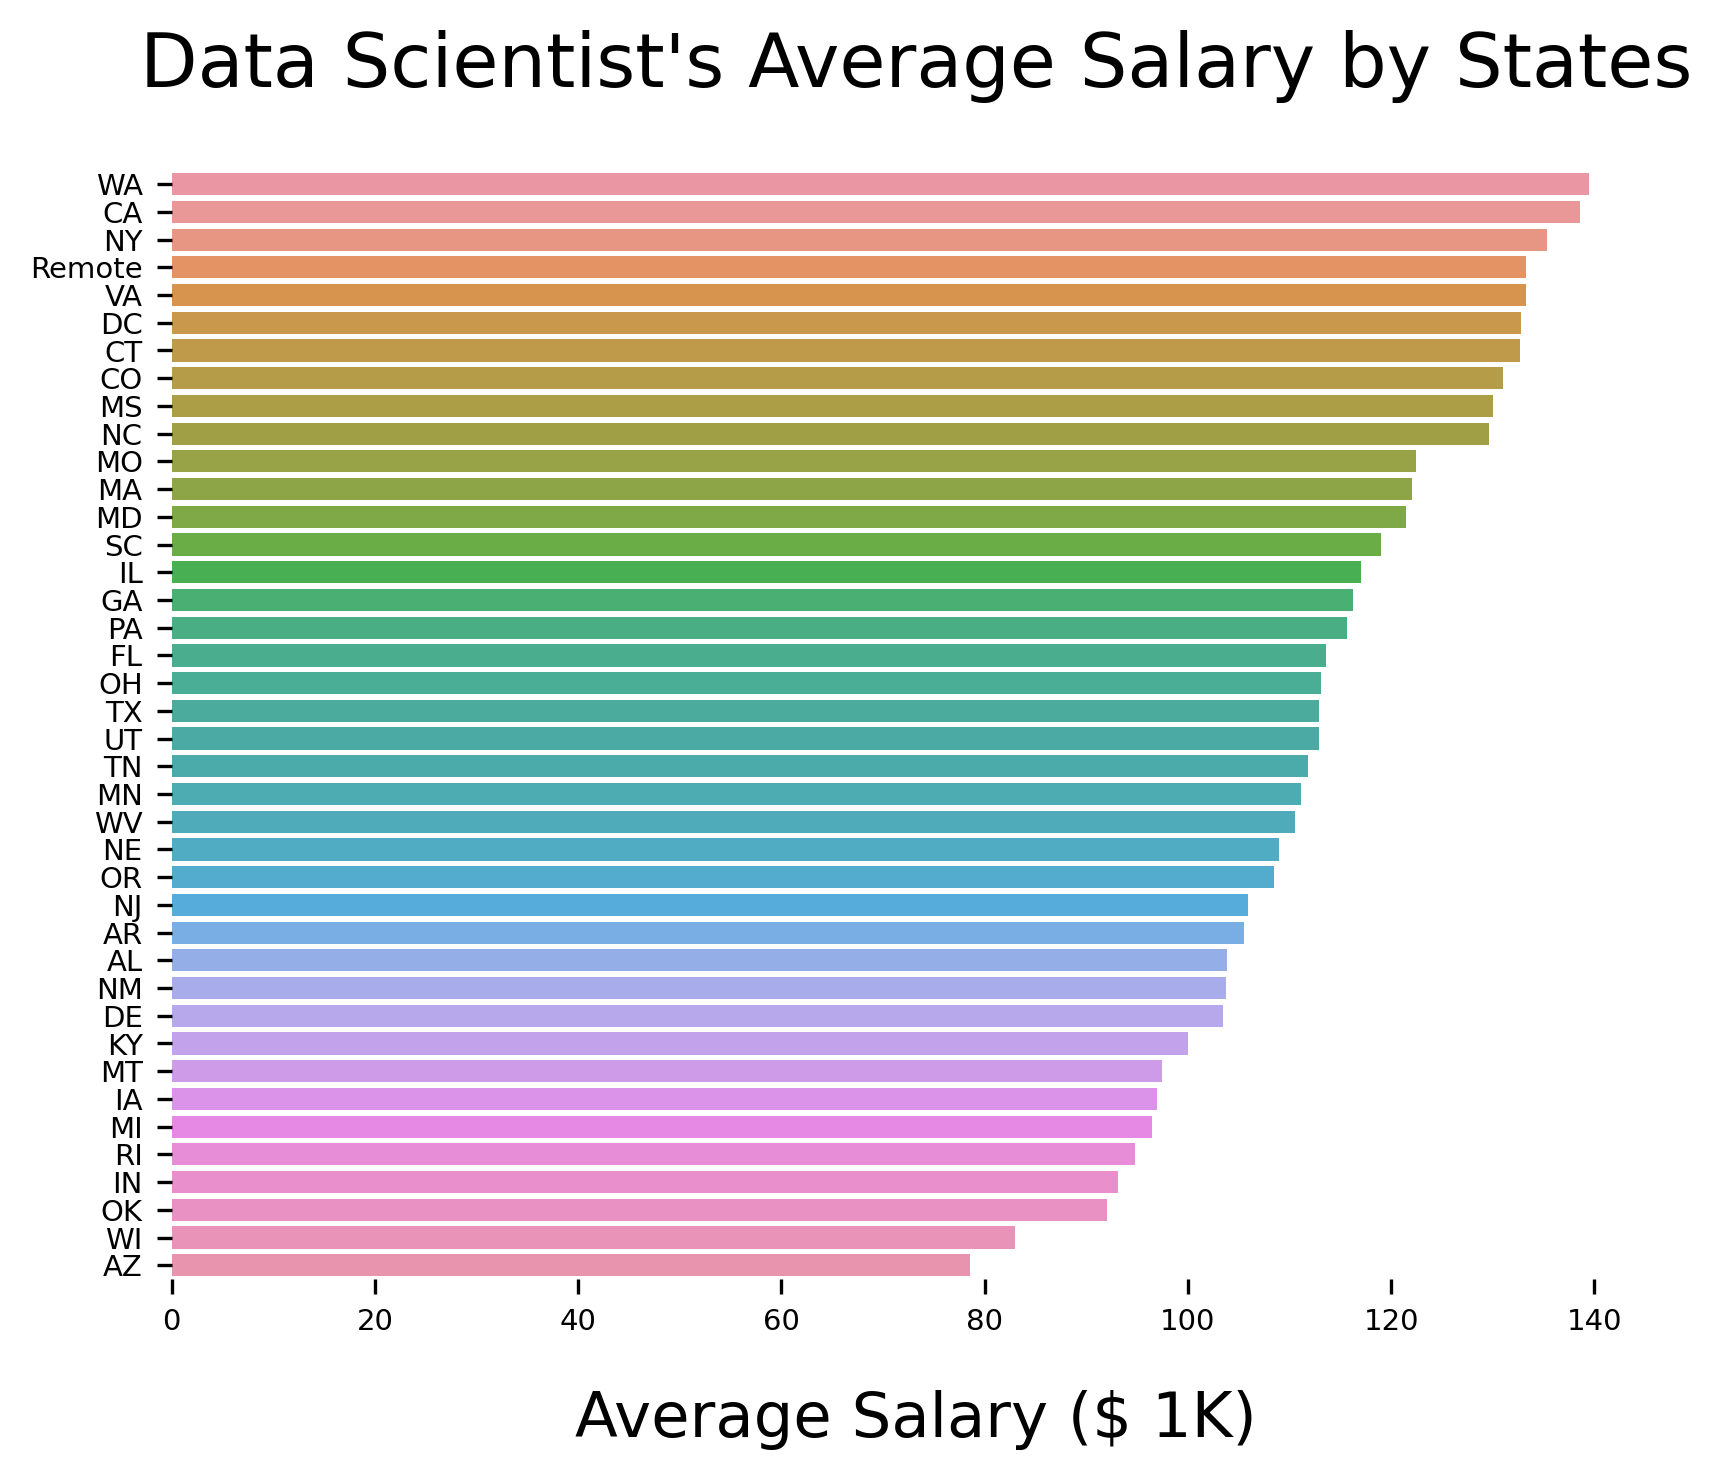 Data Scientist's Average Salary by States
WA
CA
NY
Remote
VA
DC
CT
CO
MS
NC
MO
MA
MD
SC
IL
GA
PA
FL
OH
TX
UT
TN
MN
WV
NE
OR
NJ
AR
AL
NM
DE
KY
MT
IA
MI
RI
IN
OK
WI
AZ
0 20 40 60 80 100 120 140
Average Salary ($ 1K)